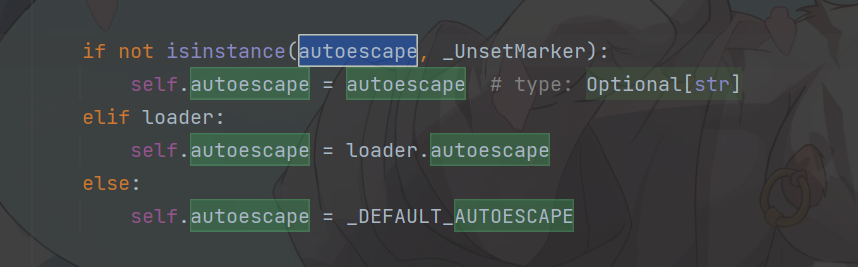 if not isinstance(autoescape, _UnsetMarker):
    self.autoescape = autoescape  # type: Optional[str]
elif loader:
    self.autoescape = loader.autoescape
else:
    self.autoescape = _DEFAULT_AUTOESCAPE